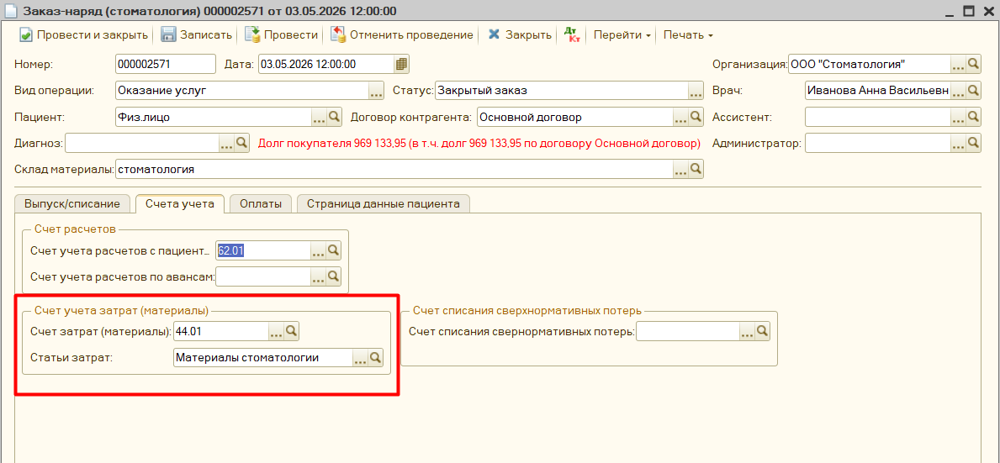 Заказ-наряд (стоматология) 000002571 от 03.05.2026 12:00:00
Провести и закрыть Записать Провести Отменить проведение Закрыть Дт Кт Перейти Печать
Номер: 000002571 Дата: 03.05.2026 12:00:00 Организация: ООО "Стоматология"
Вид операции: Оказание услуг ... Статус: Закрытый заказ ... Врач: Иванова Анна Васильевн ...
Пациент: Физ.лицо ... Договор контрагента: Основной договор ... Ассистент: ...
Диагноз: ... Долг покупателя 969 133,95 (в т.ч. долг 969 133,95 по договору Основной договор) Администратор: ...
Склад материалы: стоматология ...
Выпуск/списание Счета учета Оплаты Страница данные пациента
Счет расчетов
Счет учета расчетов с пациент... 62.01 ...
Счет учета расчетов по авансам: ...
Счет учета затрат (материалы) Счет списания сверхнормативных потерь
Счет затрат (материалы): 44.01 ... Счет списания свернормативных потерь: ...
Статьи затрат: Материалы стоматологии ...